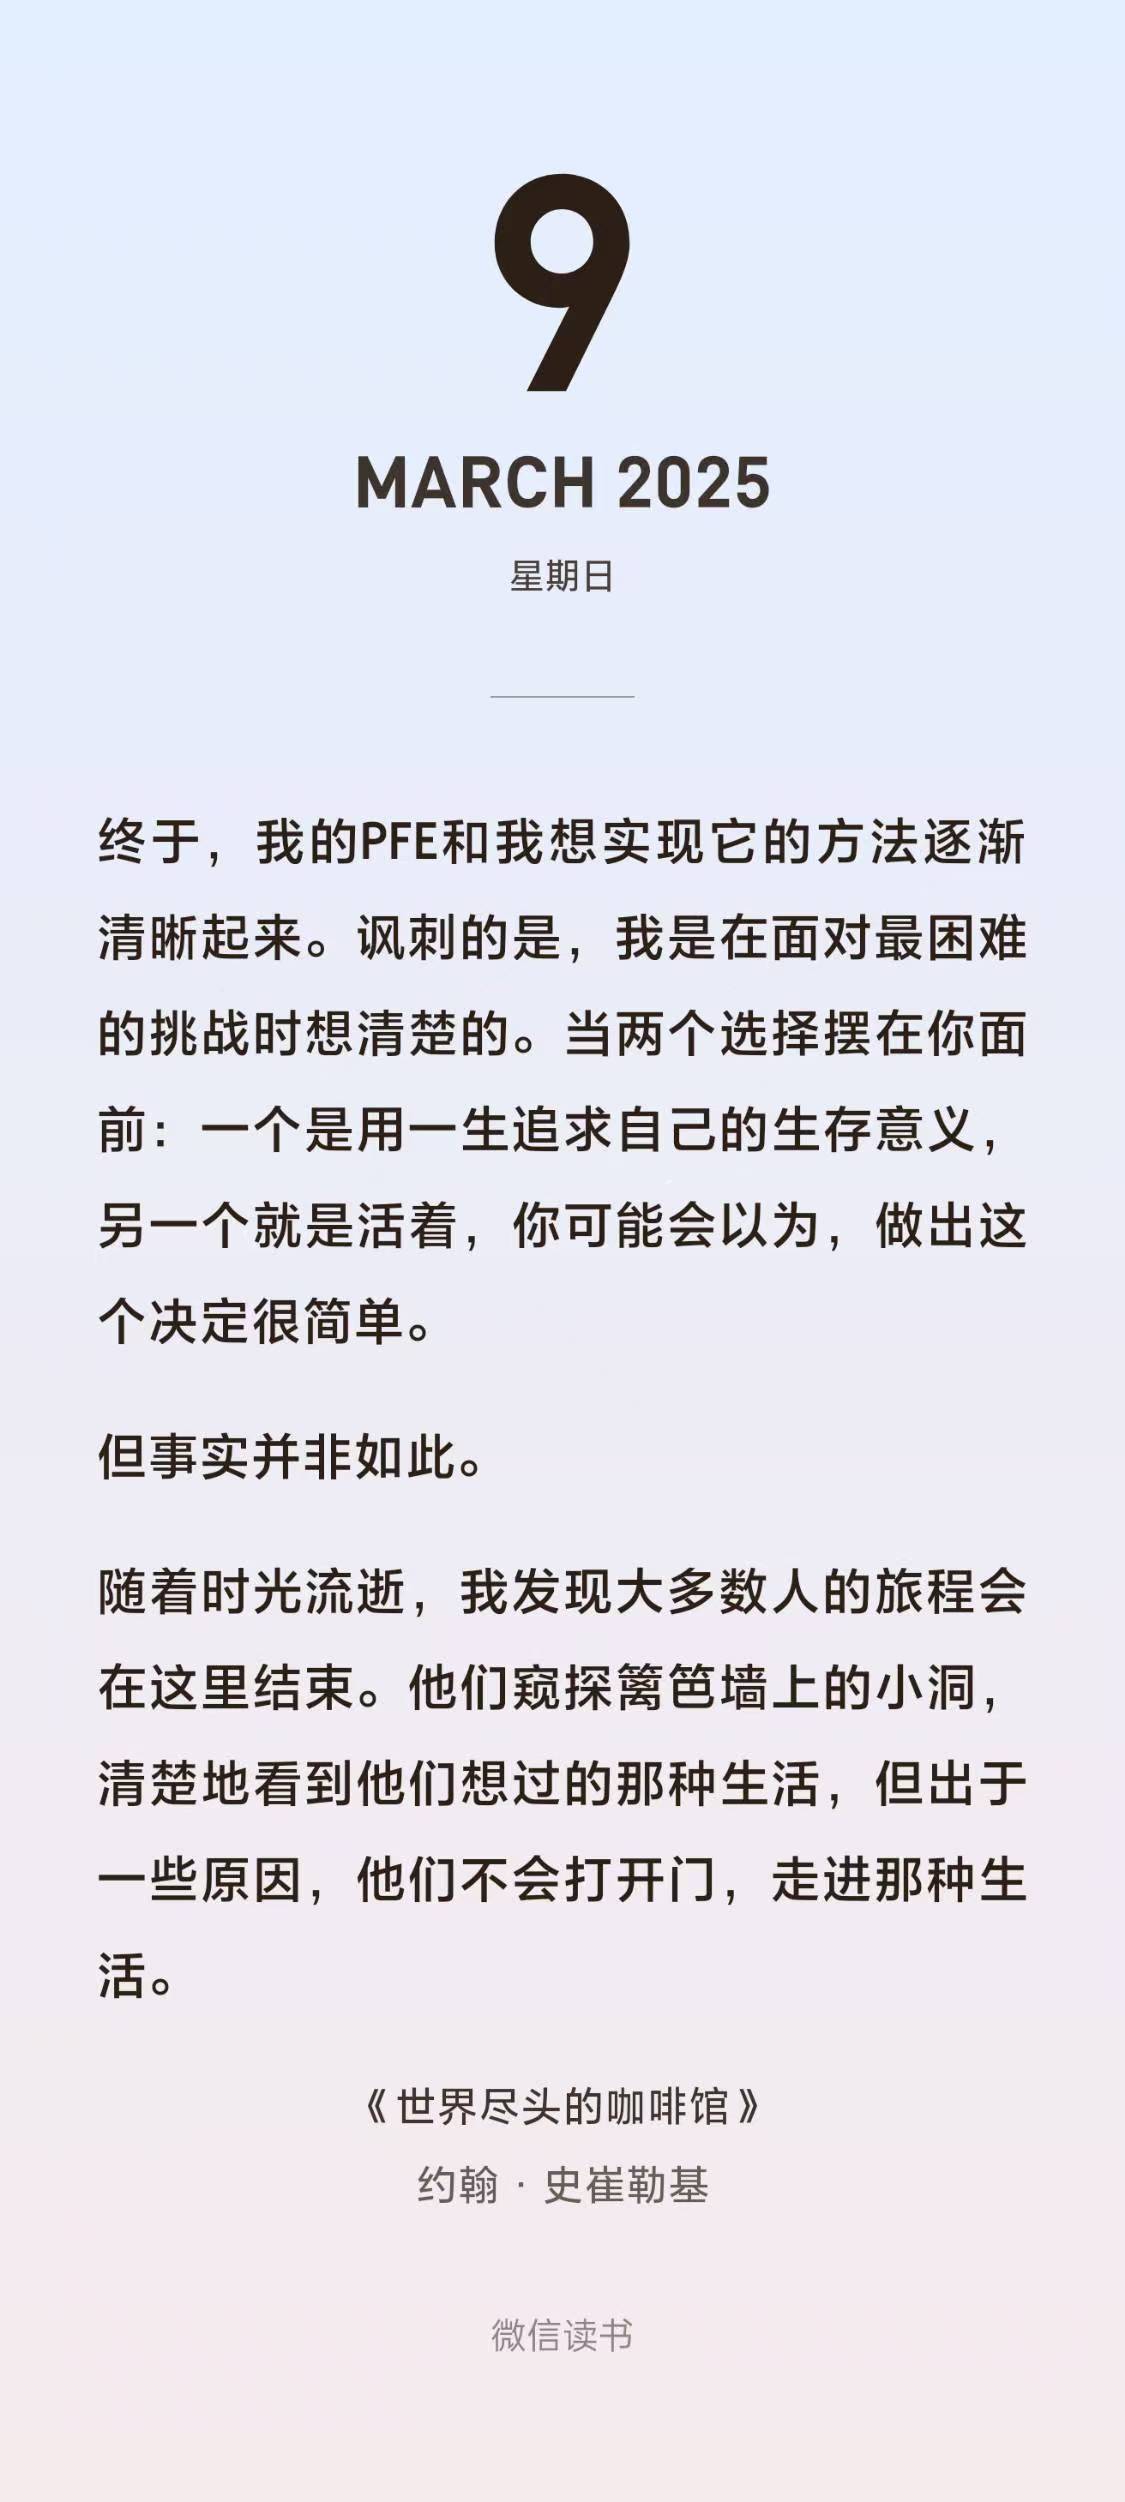 9
MARCH 2025
星期日
终于，我的PFE和我想实现它的方法逐渐
清晰起来。讽刺的是，我是在面对最困难
的挑战时想清楚的。当两个选择摆在你面
前：一个是用一生追求自己的生存意义，
另一个就是活着，你可能会以为，做出这
个决定很简单。
但事实并非如此。
随着时光流逝，我发现大多数人的旅程会
在这里结束。他们窥探篱笆墙上的小洞，
清楚地看到他们想过的那种生活，但出于
一些原因，他们不会打开门，走进那种生
活。
《世界尽头的咖啡馆》
约翰·史崔勒基
微信读书